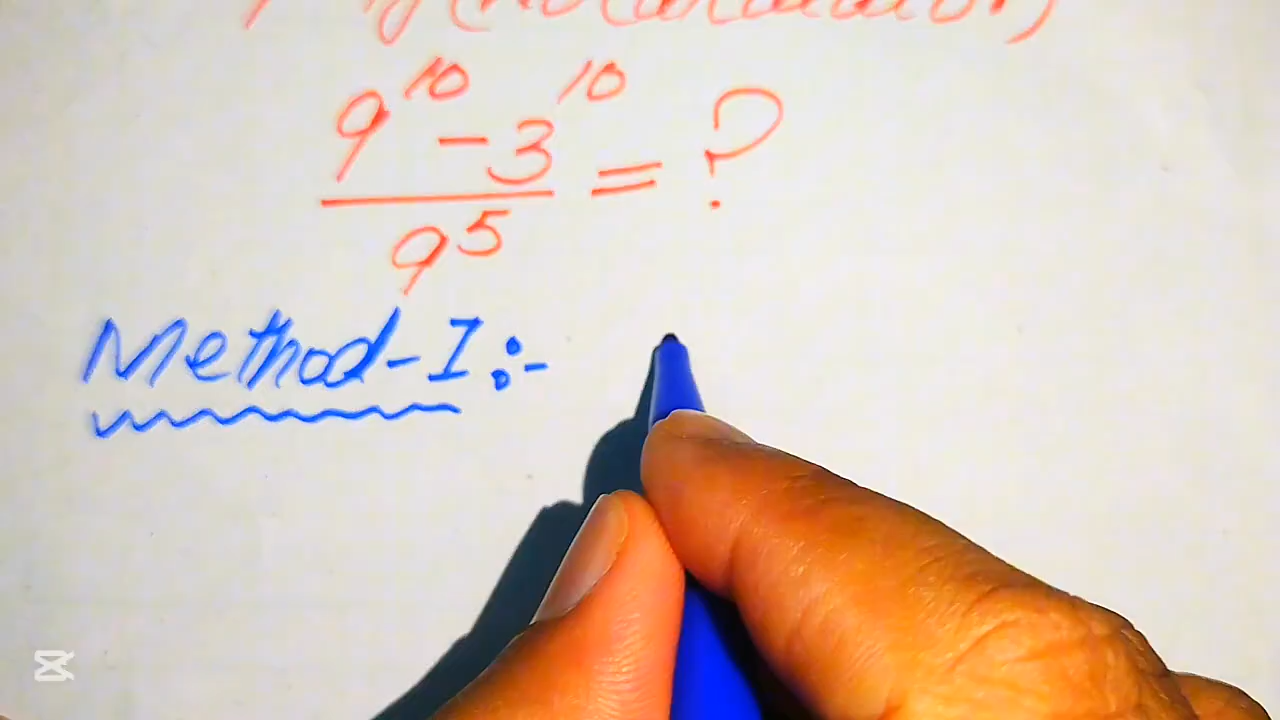 9^10 - 3^10
9^5
= ?
Method-I :-